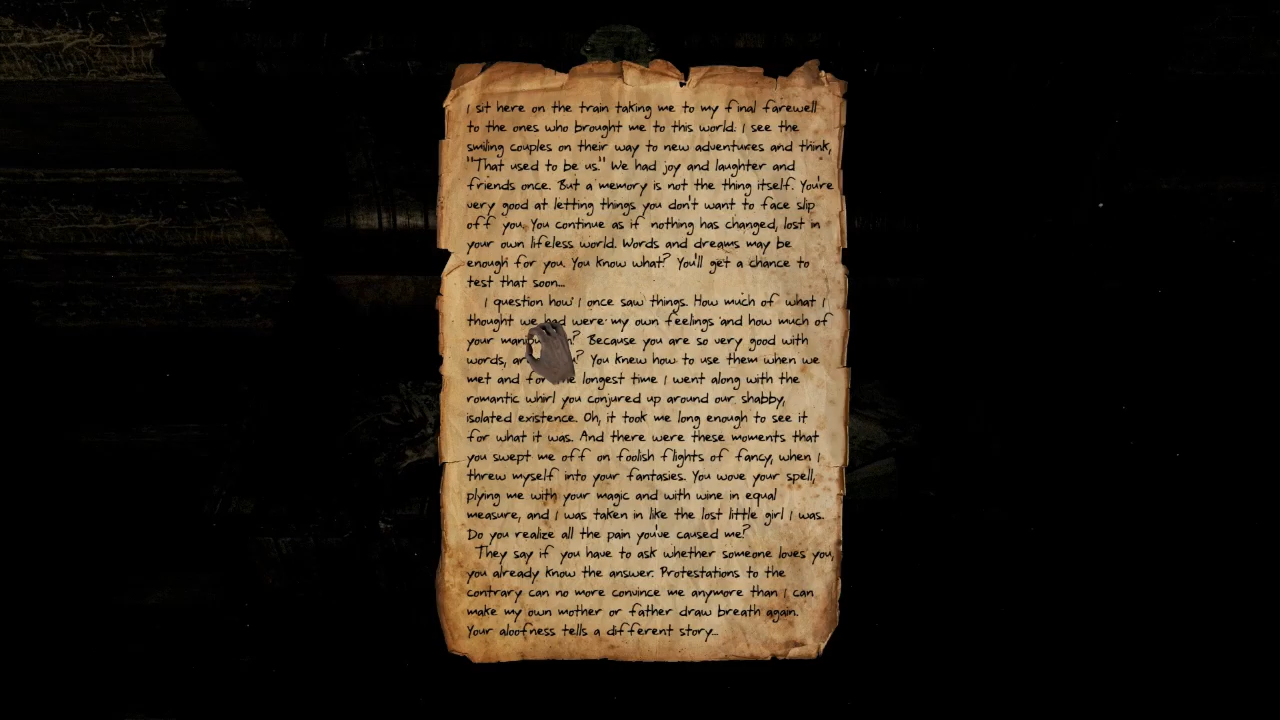 I sit here on the train taking me to my final farewell
to the ones who brought me to this world. I see the
smiling couples on their way to new adventures and think,
"That used to be us." We had joy and laughter and
friends once. But a memory is not the thing itself. You're
very good at letting things you don't want to face slip
off you. You continue as if nothing has changed, lost in
your own lifeless world. Words and dreams may be
enough for you. You know what? You'll get a chance to
test that soon...
I question how I once saw things. How much of what I
thought we had were my own feelings and how much of
your Because you are so very good with
words, You knew how to use them when we
met and for the longest time I went along with the
romantic whirl you conjured up around our shabby,
isolated existence. Oh, it took me long enough to see it
for what it was. And there were these moments that
you swept me off on foolish flights of fancy, when I
threw myself into your fantasies. You wove your spell,
plying me with your magic and with wine in equal
measure, and I was taken in like the lost little girl I was.
Do you realize all the pain you've caused me?
They say if you have to ask whether someone loves you,
you already know the answer. Protestations to the
contrary can no more convince me anymore than I can
make my own mother or father draw breath again.
Your aloofness tells a different story...